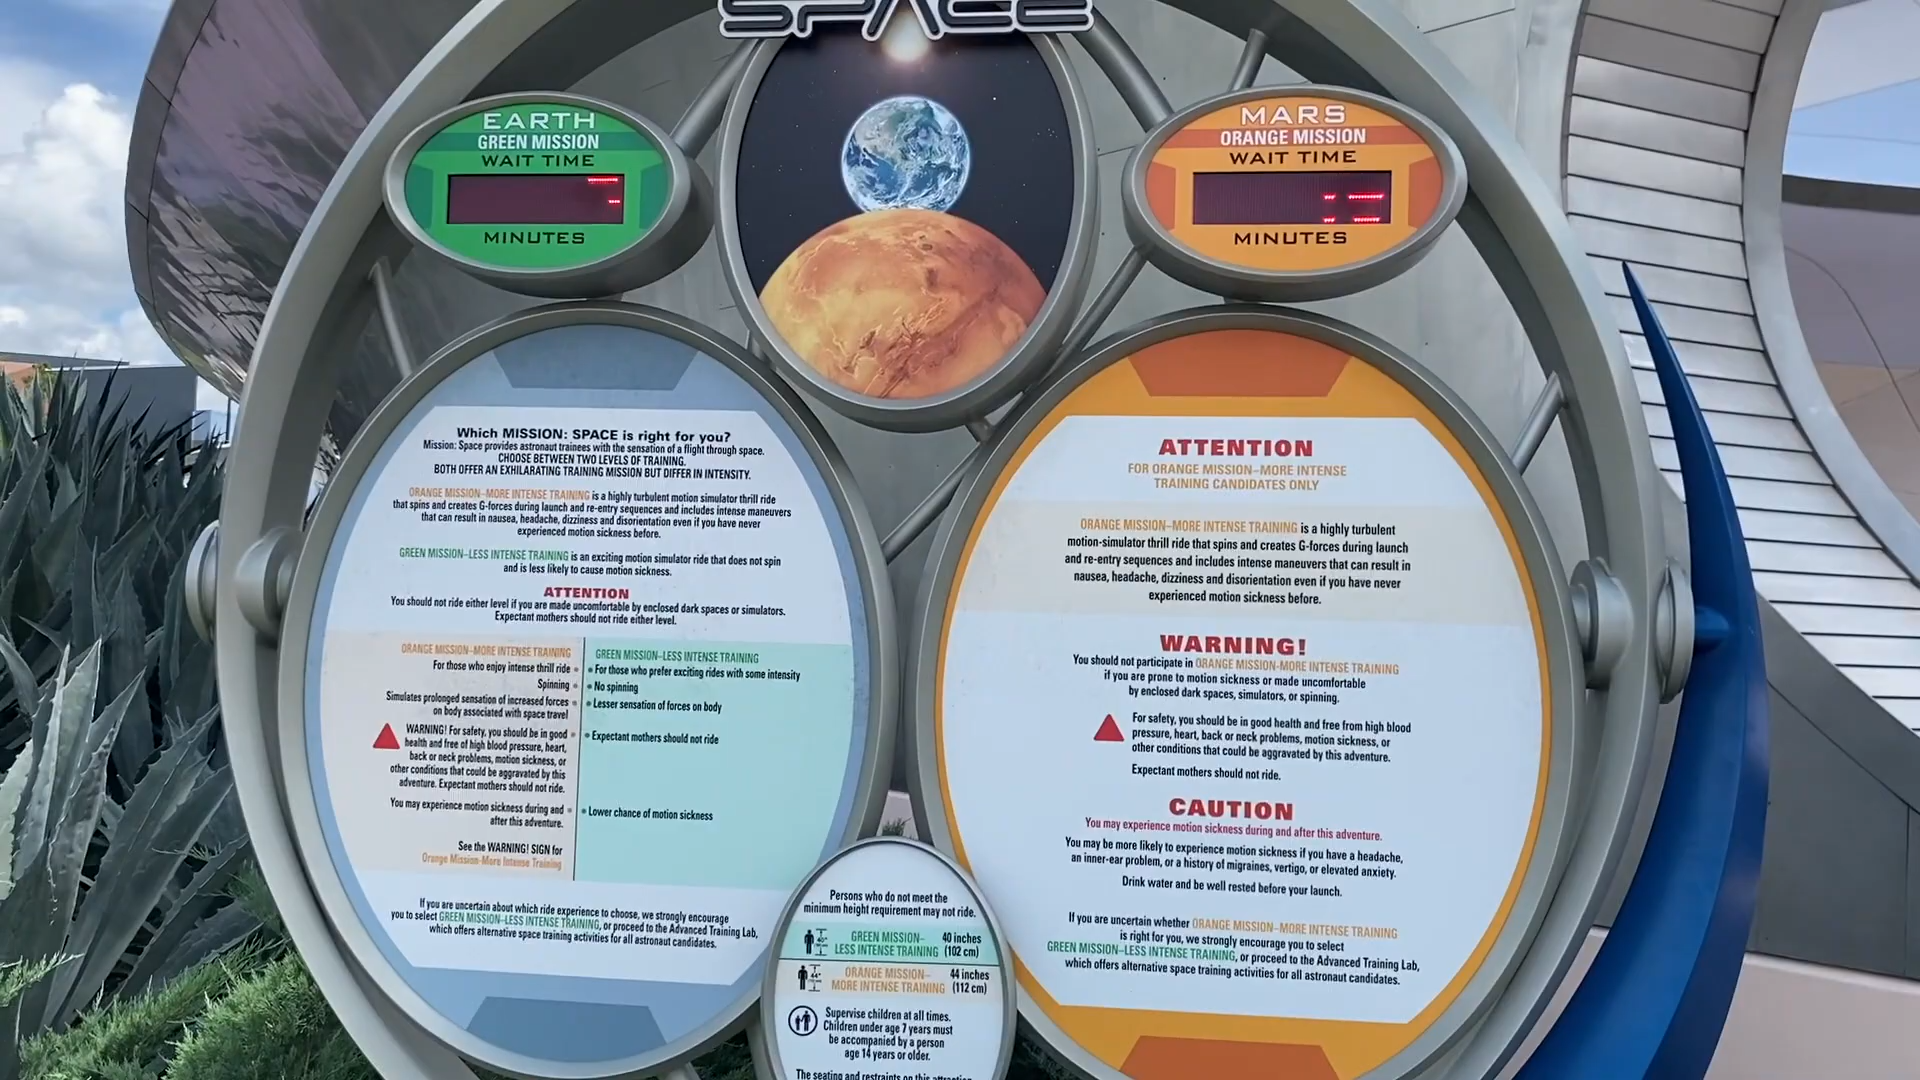 SPACE
EARTH
GREEN MISSION
WAIT TIME
MINUTES
MARS
ORANGE MISSION
WAIT TIME
MINUTES
Which MISSION: SPACE is right for you?
Mission: Space provides astronaut trainees with the sensation of a flight through space.
CHOOSE BETWEEN TWO LEVELS OF TRAINING.
BOTH OFFER AN EXHILARATING TRAINING MISSION BUT DIFFER IN INTENSITY.
ORANGE MISSION–MORE INTENSE TRAINING is a highly turbulent motion simulator thrill ride
that spins and creates G-forces during launch and re-entry sequences and includes intense maneuvers
that can result in nausea, headache, dizziness and disorientation even if you have never
experienced motion sickness before.
GREEN MISSION–LESS INTENSE TRAINING is an exciting motion simulator ride that does not spin
and is less likely to cause motion sickness.
ATTENTION
You should not ride either level if you are made uncomfortable by enclosed dark spaces or simulators.
Expectant mothers should not ride either level.
ORANGE MISSION–MORE INTENSE TRAINING
For those who enjoy intense thrill ride •
Spinning •
Simulates prolonged sensation of increased forces •
on body associated with space travel
WARNING! For safety, you should be in good •
health and free of high blood pressure, heart,
back or neck problems, motion sickness, or
other conditions that could be aggravated by this
adventure. Expectant mothers should not ride.
You may experience motion sickness during and •
after this adventure.
See the WARNING! SIGN for
Orange Mission-More Intense Training
GREEN MISSION–LESS INTENSE TRAINING
• For those who prefer exciting rides with some intensity
• No spinning
• Lesser sensation of forces on body
• Expectant mothers should not ride
• Lower chance of motion sickness
If you are uncertain about which ride experience to choose, we strongly encourage
you to select GREEN MISSION–LESS INTENSE TRAINING, or proceed to the Advanced Training Lab,
which offers alternative space training activities for all astronaut candidates.
ATTENTION
FOR ORANGE MISSION–MORE INTENSE
TRAINING CANDIDATES ONLY
ORANGE MISSION–MORE INTENSE TRAINING is a highly turbulent
motion-simulator thrill ride that spins and creates G-forces during launch
and re-entry sequences and includes intense maneuvers that can result in
nausea, headache, dizziness and disorientation even if you have never
experienced motion sickness before.
WARNING!
You should not participate in ORANGE MISSION-MORE INTENSE TRAINING
if you are prone to motion sickness or made uncomfortable
by enclosed dark spaces, simulators, or spinning.
For safety, you should be in good health and free from high blood
pressure, heart, back or neck problems, motion sickness, or
other conditions that could be aggravated by this adventure.
Expectant mothers should not ride.
CAUTION
You may experience motion sickness during and after this adventure.
You may be more likely to experience motion sickness if you have a headache,
an inner-ear problem, or a history of migraines, vertigo, or elevated anxiety.
Drink water and be well rested before your launch.
If you are uncertain whether ORANGE MISSION-MORE INTENSE TRAINING
is right for you, we strongly encourage you to select
GREEN MISSION–LESS INTENSE TRAINING, or proceed to the Advanced Training Lab,
which offers alternative space training activities for all astronaut candidates.
Persons who do not meet the
minimum height requirement may not ride.
GREEN MISSION– 40 inches
LESS INTENSE TRAINING (102 cm)
ORANGE MISSION– 44 inches
MORE INTENSE TRAINING (112 cm)
Supervise children at all times.
Children under age 7 years must
be accompanied by a person
age 14 years or older.
The seating and restraints on this attraction